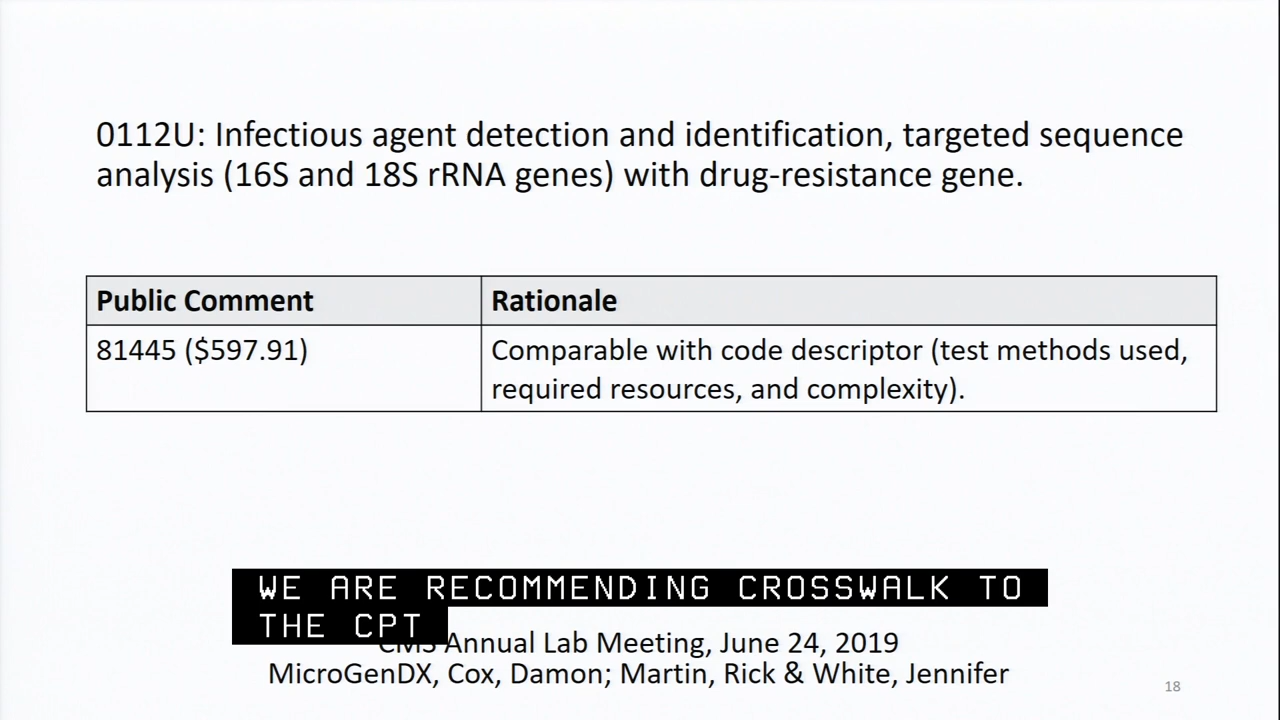 0112U: Infectious agent detection and identification, targeted sequence
analysis (16S and 18S rRNA genes) with drug-resistance gene.
Public Comment
Rationale
81445 ($597.91)
Comparable with code descriptor (test methods used,
required resources, and complexity).
WE ARE RECOMMENDING CROSSWALK TO
THE CPT
CMS Annual Lab Meeting, June 24, 2019
MicroGenDX, Cox, Damon; Martin, Rick & White, Jennifer
18